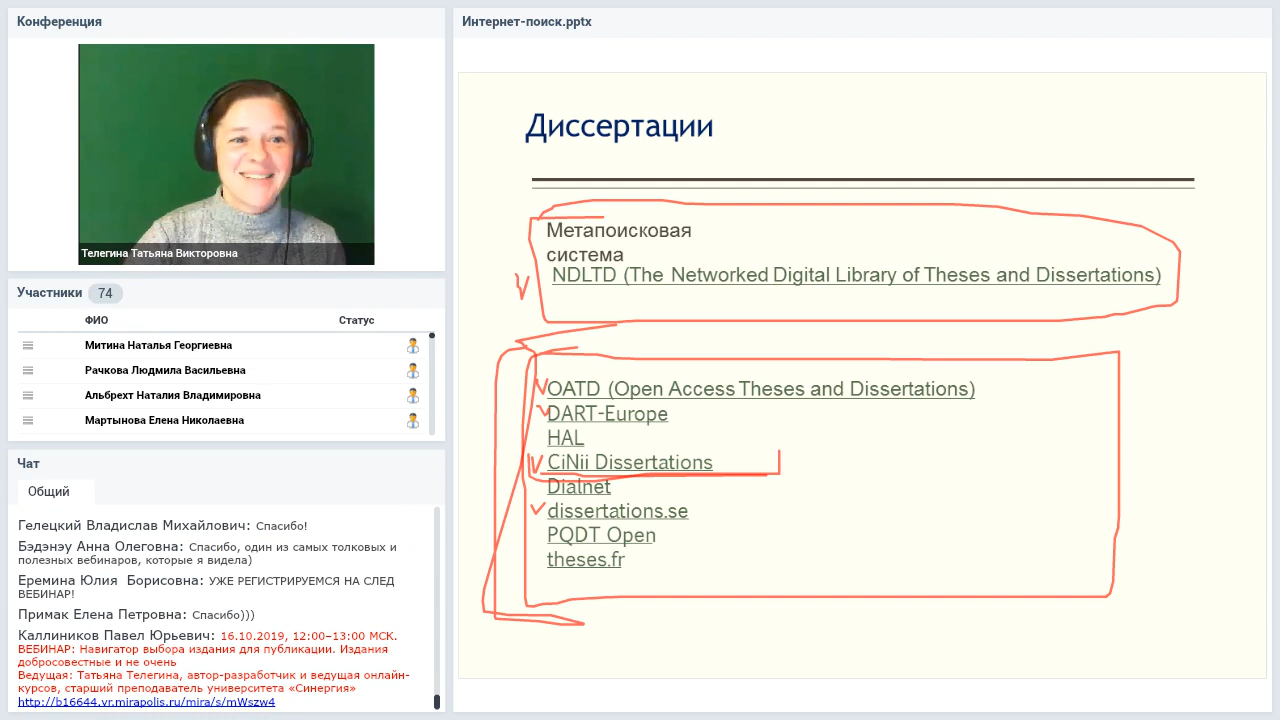 Конференция
Телегина Татьяна Викторовна
Участники 74
ФИО Статус
Митина Наталья Георгиевна
Рачкова Людмила Васильевна
Альбрехт Наталия Владимировна
Мартынова Елена Николаевна
Чат
Общий
Гелецкий Владислав Михайлович: Спасибо!
Бэдэнэу Анна Олеговна: Спасибо, один из самых толковых и
полезных вебинаров, которые я видела)
Еремина Юлия Борисовна: УЖЕ РЕГИСТРИРУЕМСЯ НА СЛЕД
ВЕБИНАР!
Примак Елена Петровна: Спасибо)))
Каллиников Павел Юрьевич: 16.10.2019, 12:00–13:00 МСК.
ВЕБИНАР: Навигатор выбора издания для публикации. Издания
добросовестные и не очень
Ведущая: Татьяна Телегина, автор-разработчик и ведущая онлайн-
курсов, старший преподаватель университета «Синергия»
http://b16644.vr.mirapolis.ru/mira/s/mWszw4
Интернет-поиск.pptx
Диссертации
Метапоисковая
система
NDLTD (The Networked Digital Library of Theses and Dissertations)
OATD (Open Access Theses and Dissertations)
DART-Europe
HAL
CiNii Dissertations
Dialnet
dissertations.se
PQDT Open
theses.fr